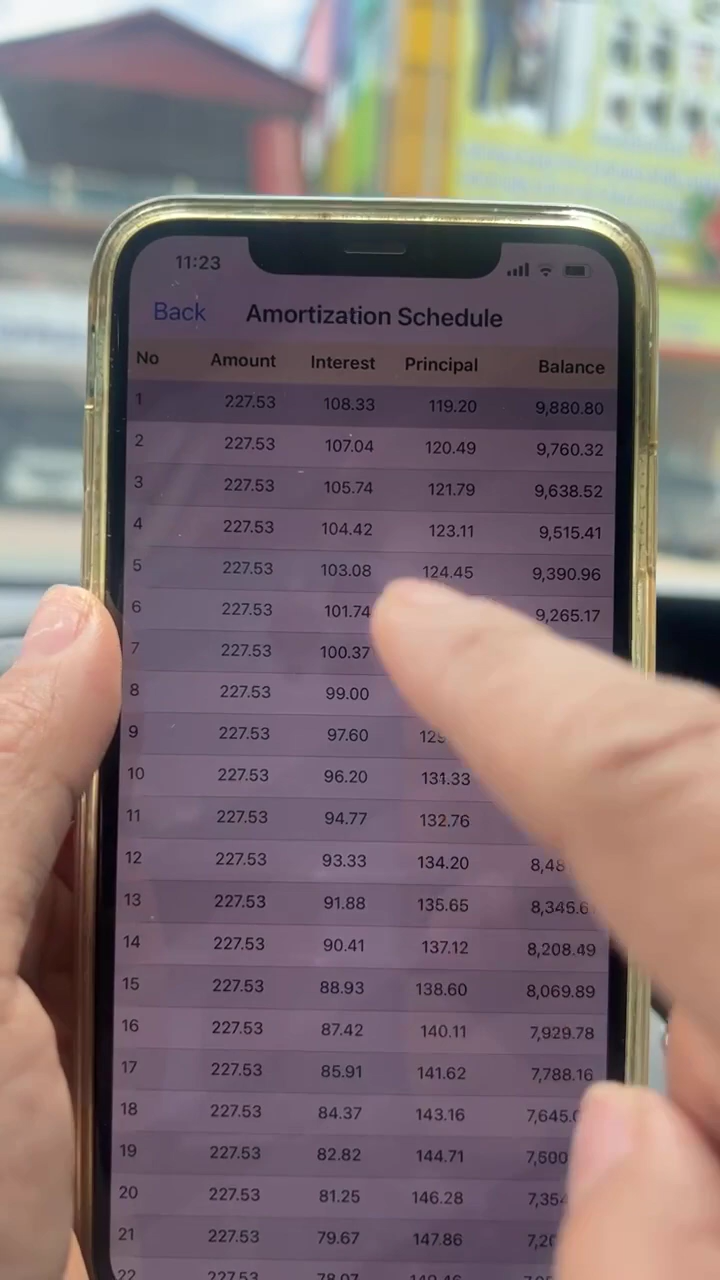 11:23
Back Amortization Schedule
No Amount Interest Principal Balance
1 227.53 108.33 119.20 9,880.80
2 227.53 107.04 120.49 9,760.32
3 227.53 105.74 121.79 9,638.52
4 227.53 104.42 123.11 9,515.41
5 227.53 103.08 124.45 9,390.96
6 227.53 101.74 9,265.17
7 227.53 100.37
8 227.53 99.00
9 227.53 97.60
10 227.53 96.20 131.33
11 227.53 94.77 132.76
12 227.53 93.33 134.20
13 227.53 91.88 135.65
14 227.53 90.41 137.12 8,208.49
15 227.53 88.93 138.60 8,069.89
16 227.53 87.42 140.11 7,929.78
17 227.53 85.91 141.62 7,788.16
18 227.53 84.37 143.16
19 227.53 82.82 144.71
20 227.53 81.25 146.28
21 227.53 79.67 147.86
22 227.53